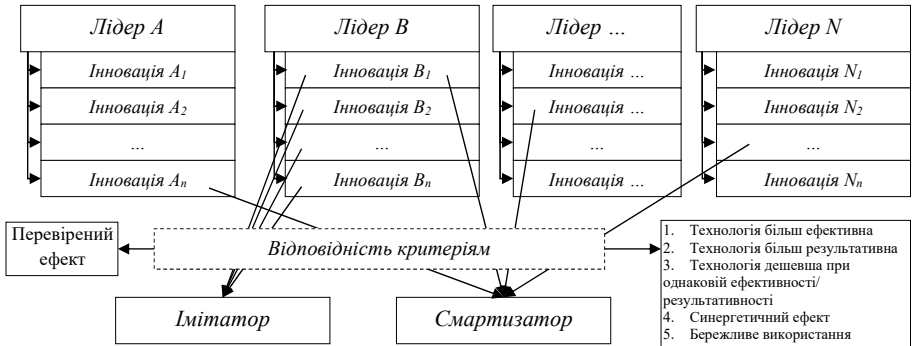 Лідер A
Інновація A1
Інновація A2
...
Інновація An
Лідер B
Інновація B1
Інновація B2
...
Інновація Bn
Лідер ...
Інновація ...
Інновація ...
...
Інновація ...
Лідер N
Інновація N1
Інновація N2
...
Інновація Nn
Перевірений
ефект
Відповідність критеріям
1. Технологія більш ефективна
2. Технологія більш результативна
3. Технологія дешевша при
однаковій ефективності/
результативності
4. Синергетичний ефект
5. Бережливе використання
Імітатор
Смартизатор